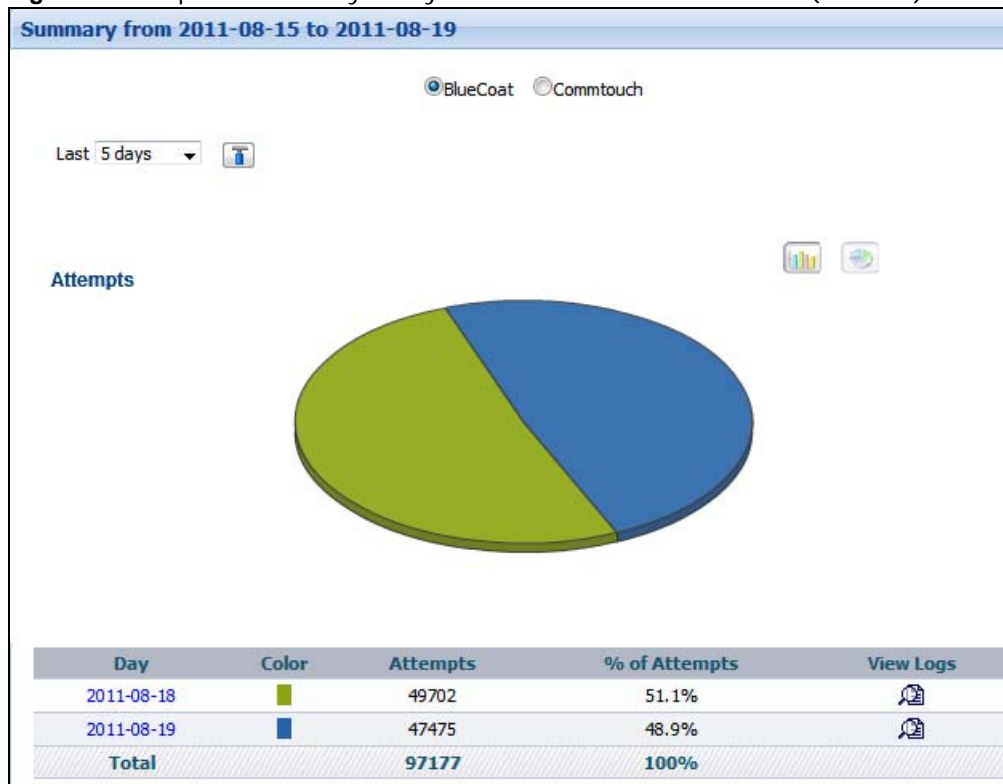 Summary from 2011-08-15 to 2011-08-19
BlueCoat Commtouch
Last 5 days
Attempts
Day Color Attempts % of Attempts View Logs
2011-08-18 49702 51.1%
2011-08-19 47475 48.9%
Total 97177 100%